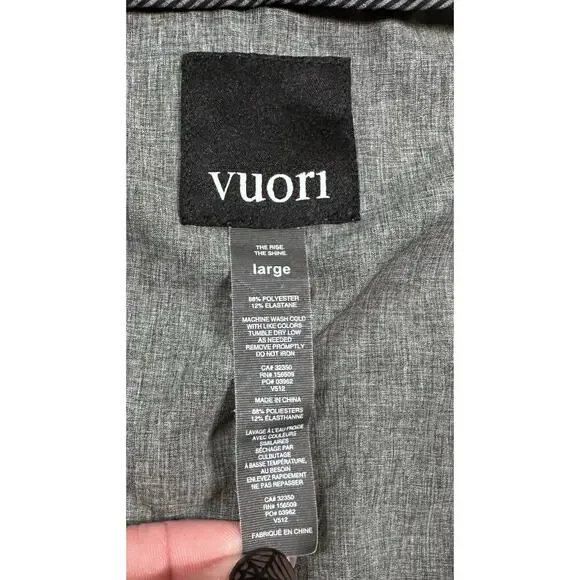 vuori
THE RISE.
THE SHINE.
large
88% POLYESTER
12% ELASTANE
MACHINE WASH COLD
WITH LIKE COLORS
TUMBLE DRY LOW
AS NEEDED
REMOVE PROMPTLY
DO NOT IRON
CA# 32350
RN# 156509
PO# 03962
V512
MADE IN CHINA
88% POLIESTERS
12% ÉLASTHANNE
LAVAGE À L'EAU FROIDE
AVEC COULEURS
SIMILAIRES
SÉCHAGE PAR
CULBUTAGE
À BASSE TEMPÉRATURE,
AU BESOIN
ENLEVEZ RAPIDEMENT
NE PAS REPASSER
CA# 32350
RN# 156509
PO# 03962
V512
FABRIQUÉ EN CHINE